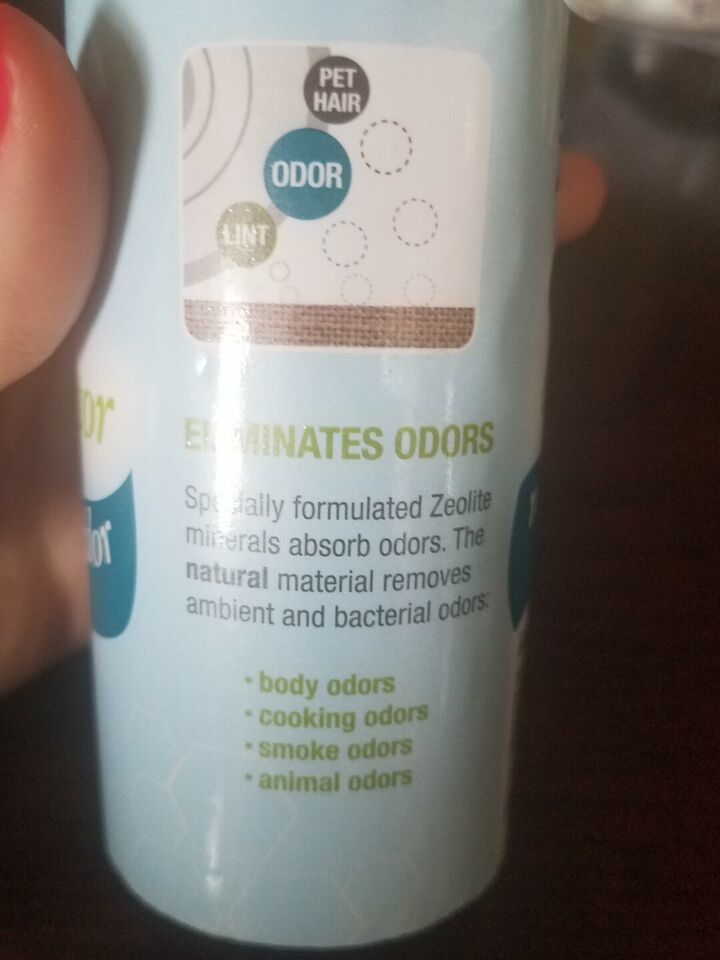 PET
HAIR
ODOR
LINT
ELIMINATES ODORS
Specially formulated Zeolite
minerals absorb odors. The
natural material removes
ambient and bacterial odors:
• body odors
• cooking odors
• smoke odors
• animal odors